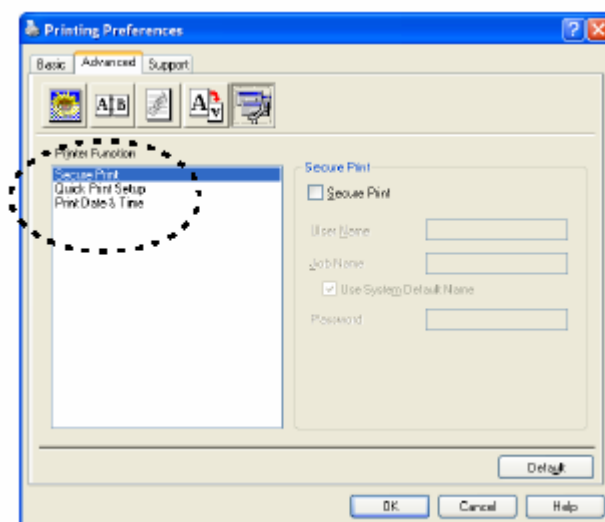 Printing Preferences
Basic Advanced Support
A B A A
Printer Function
Secure Print
Quick Print Setup
Print Date & Time
Secure Print
Secure Print
User Name
Job Name
Use System Default Name
Password
Default
OK Cancel Help